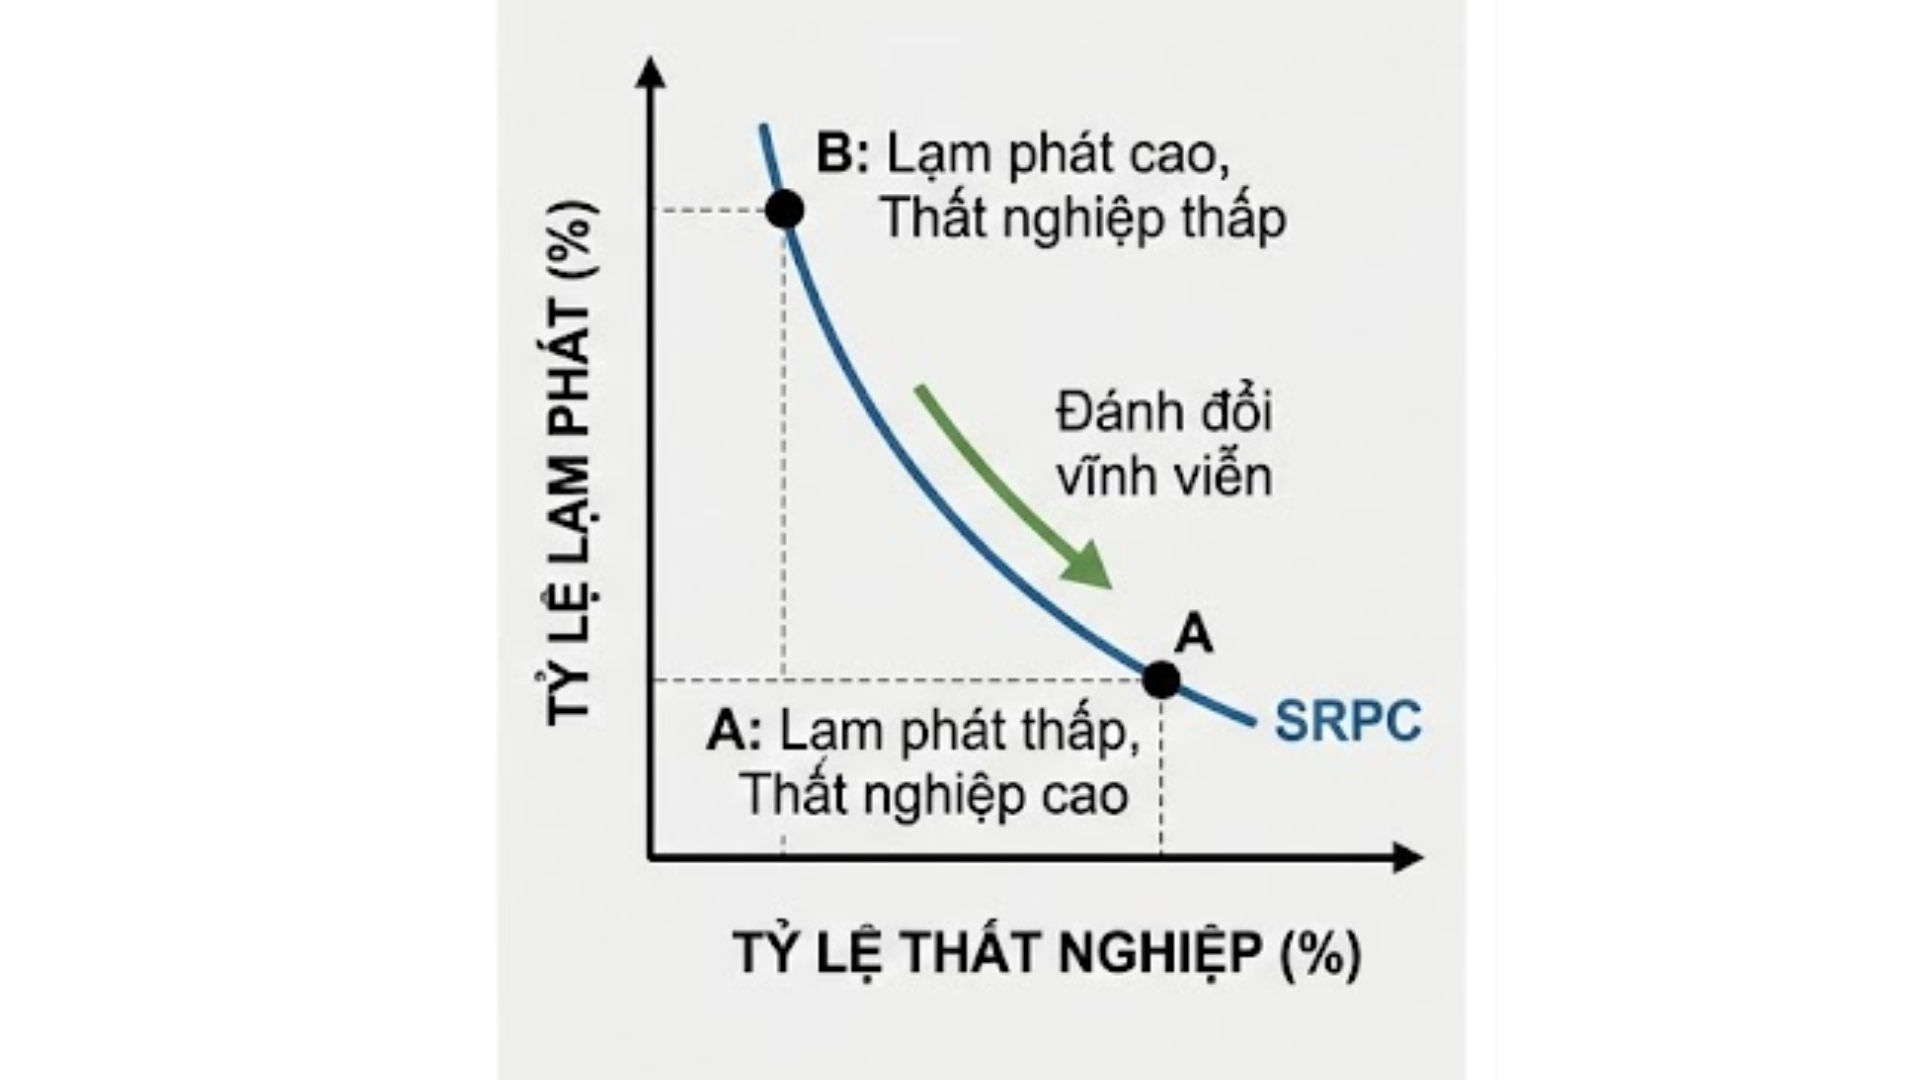 B: Lạm phát cao,
Thất nghiệp thấp
TỶ LỆ LẠM PHÁT (%)
Đánh đổi
vĩnh viễn
A
SRPC
A: Lam phát thấp,
Thất nghiệp cao
TỶ LỆ THẤT NGHIỆP (%)